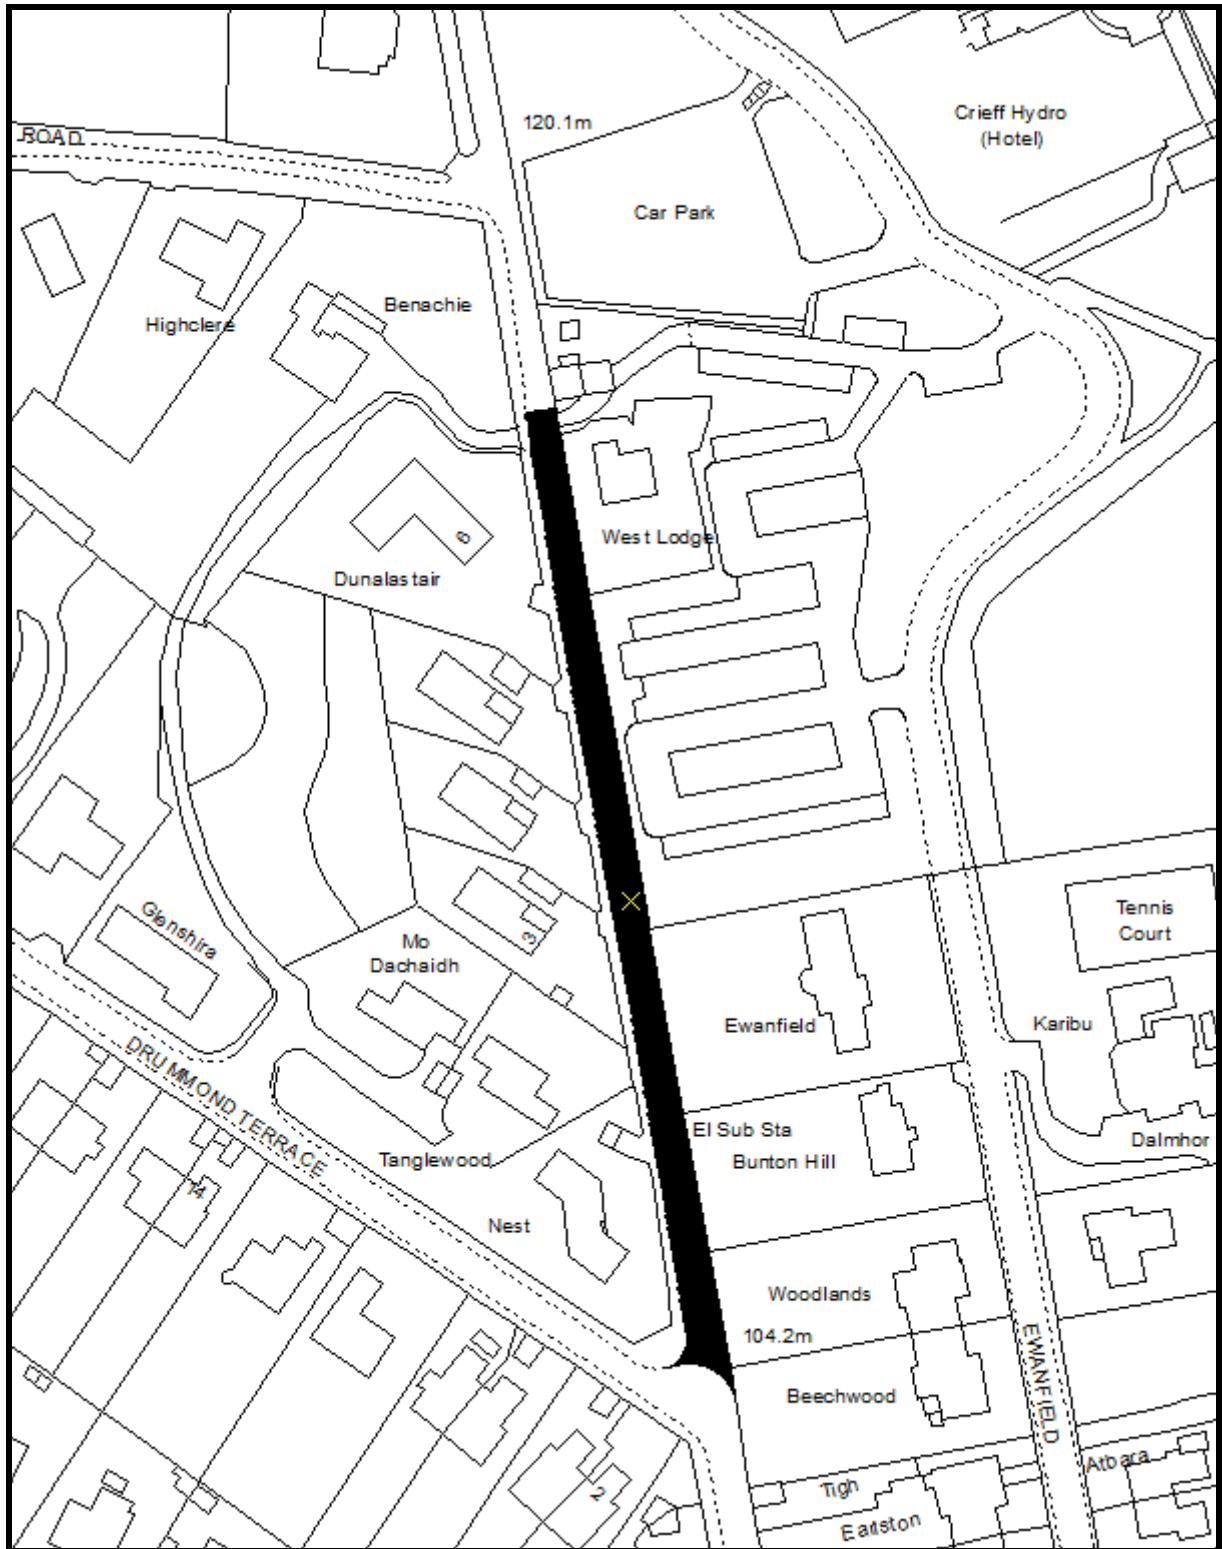 120.1m
Crieff Hydro
(Hotel)
ROAD
Car Park
Benachie
Highclere
West Lodge
6
Dunalastair
Glenshira
3
Mo
Dachaidh
Tennis
Court
Ewanfield
Karibu
DRUMMOND TERRACE
El Sub Sta
Dalmhor
Tanglewood
Bunton Hill
14
Nest
Woodlands
104.2m
EWANFIELD
Beechwood
Atbara
Tigh
2
Earlston